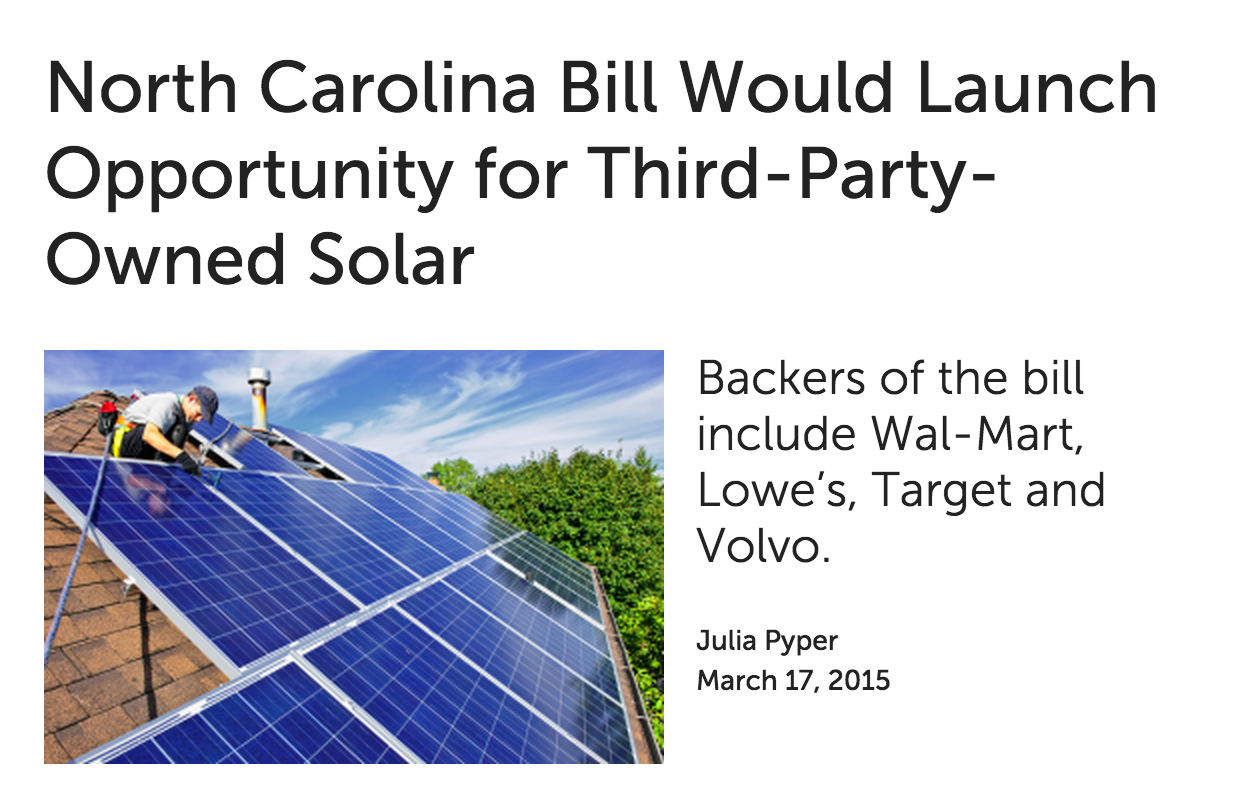 North Carolina Bill Would Launch
Opportunity for Third-Party-
Owned Solar
Backers of the bill
include Wal-Mart,
Lowe’s, Target and
Volvo.
Julia Pyper
March 17, 2015